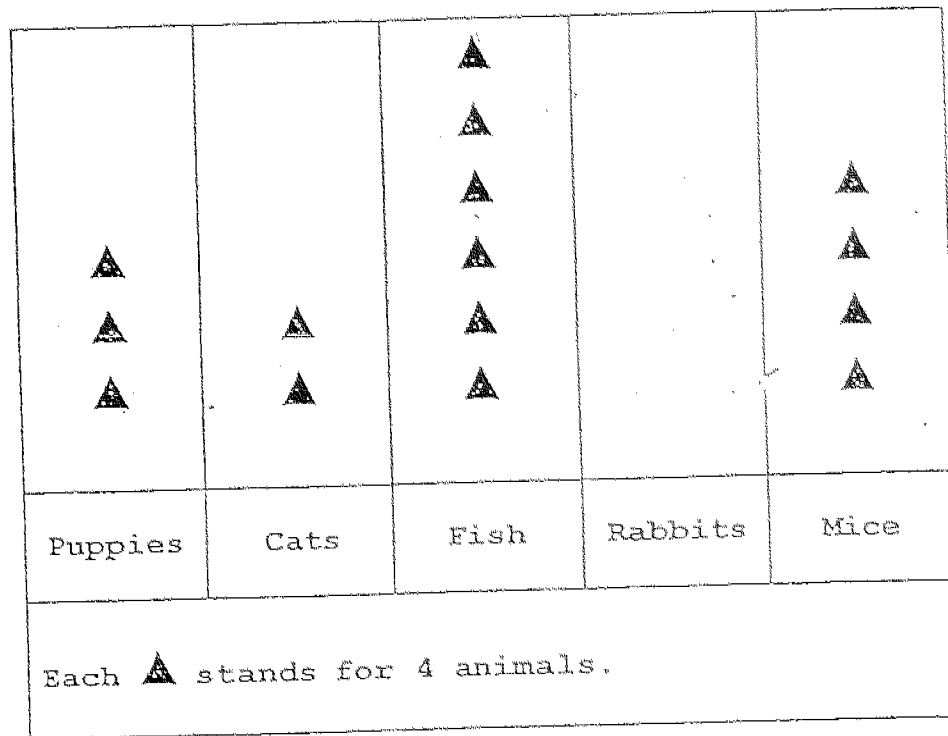 Puppies Cats Fish Rabbits Mice
Each ▲ stands for 4 animals.